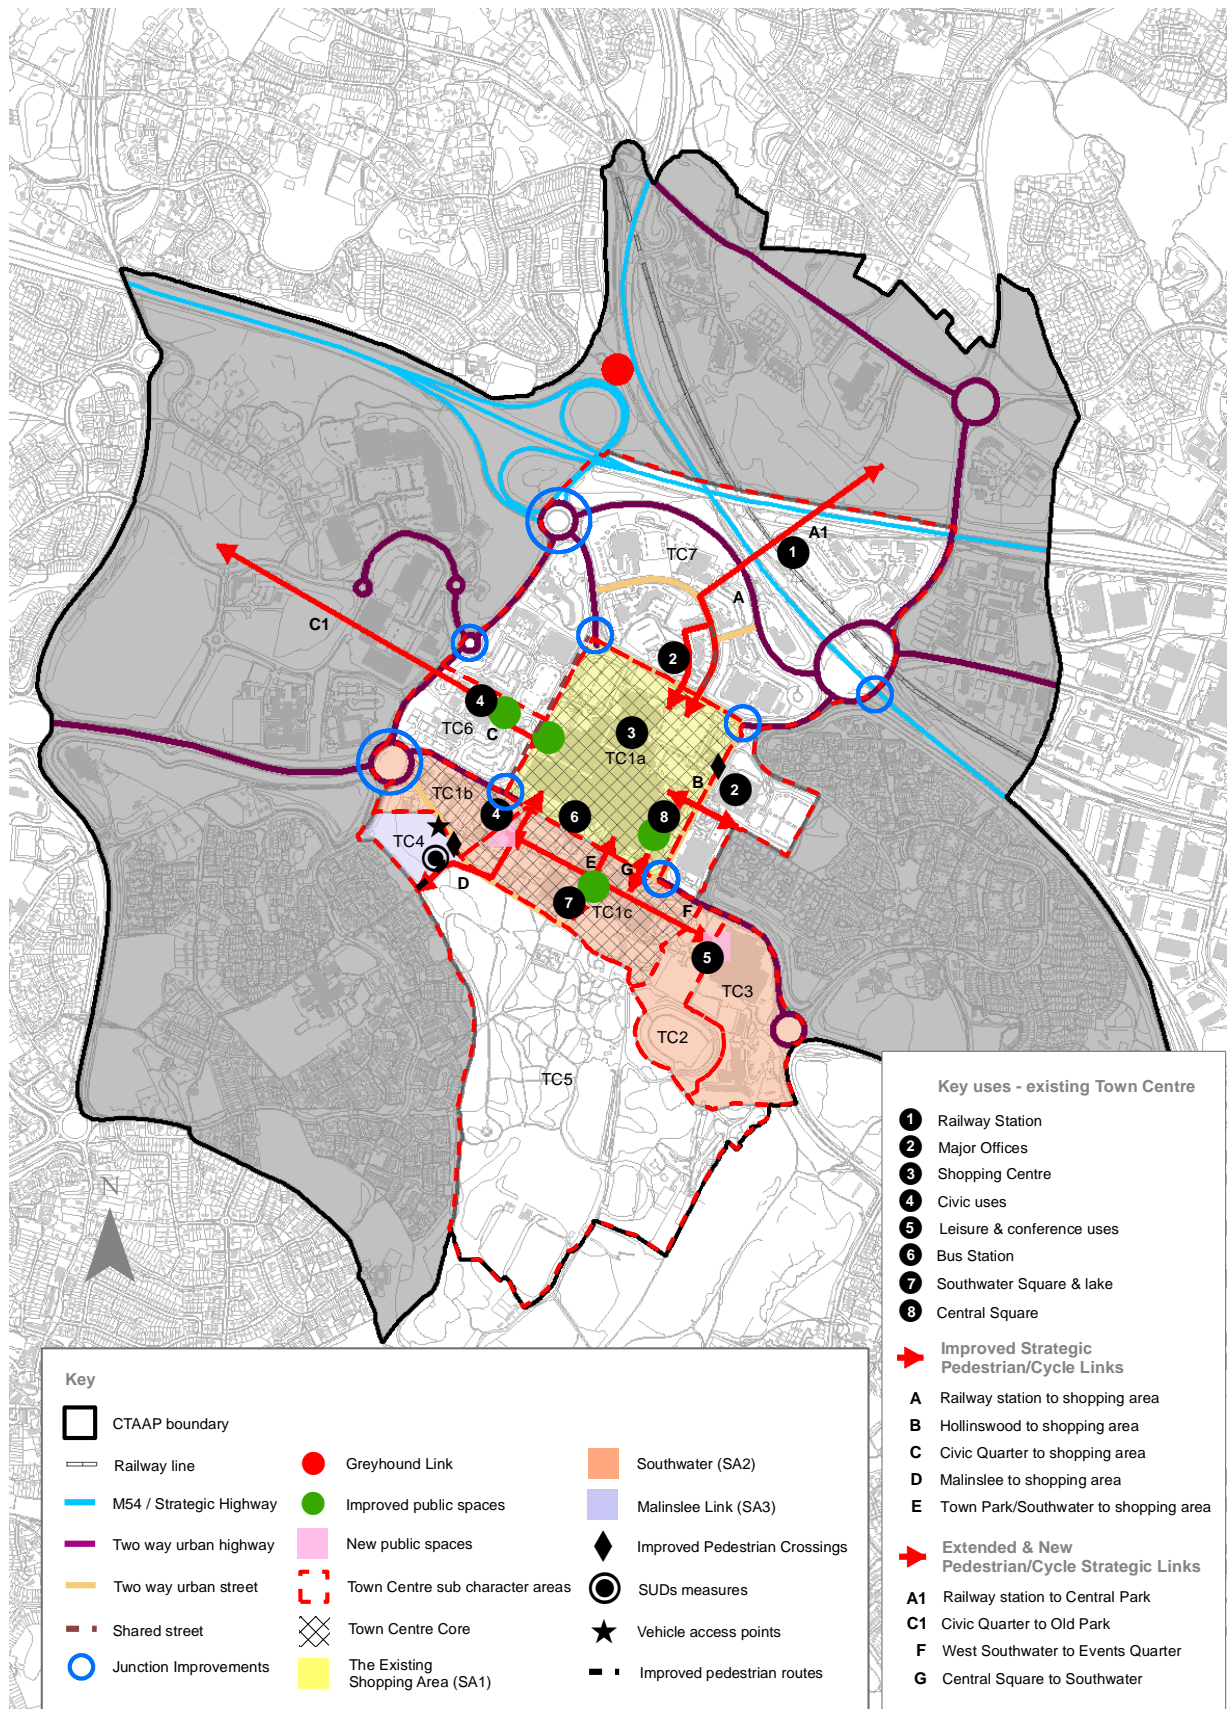 A1
1
TC7
A
C1
2
4
C
TC6
3
TC1a
B
2
TC1b
4
6
8
TC4
E
G
D
7
TC1c
F
5
TC3
TC2
TC5
N
Key uses - existing Town Centre
1 Railway Station
2 Major Offices
3 Shopping Centre
4 Civic uses
5 Leisure & conference uses
6 Bus Station
7 Southwater Square & lake
8 Central Square
Improved Strategic
Pedestrian/Cycle Links
A Railway station to shopping area
B Hollinswood to shopping area
C Civic Quarter to shopping area
D Malinslee to shopping area
E Town Park/Southwater to shopping area
Extended & New
Pedestrian/Cycle Strategic Links
A1 Railway station to Central Park
C1 Civic Quarter to Old Park
F West Southwater to Events Quarter
G Central Square to Southwater
Key
CTAAP boundary
Railway line
M54 / Strategic Highway
Two way urban highway
Two way urban street
Shared street
Junction Improvements
Greyhound Link
Improved public spaces
New public spaces
Town Centre sub character areas
Town Centre Core
The Existing
Shopping Area (SA1)
Southwater (SA2)
Malinslee Link (SA3)
Improved Pedestrian Crossings
SUDs measures
Vehicle access points
Improved pedestrian routes